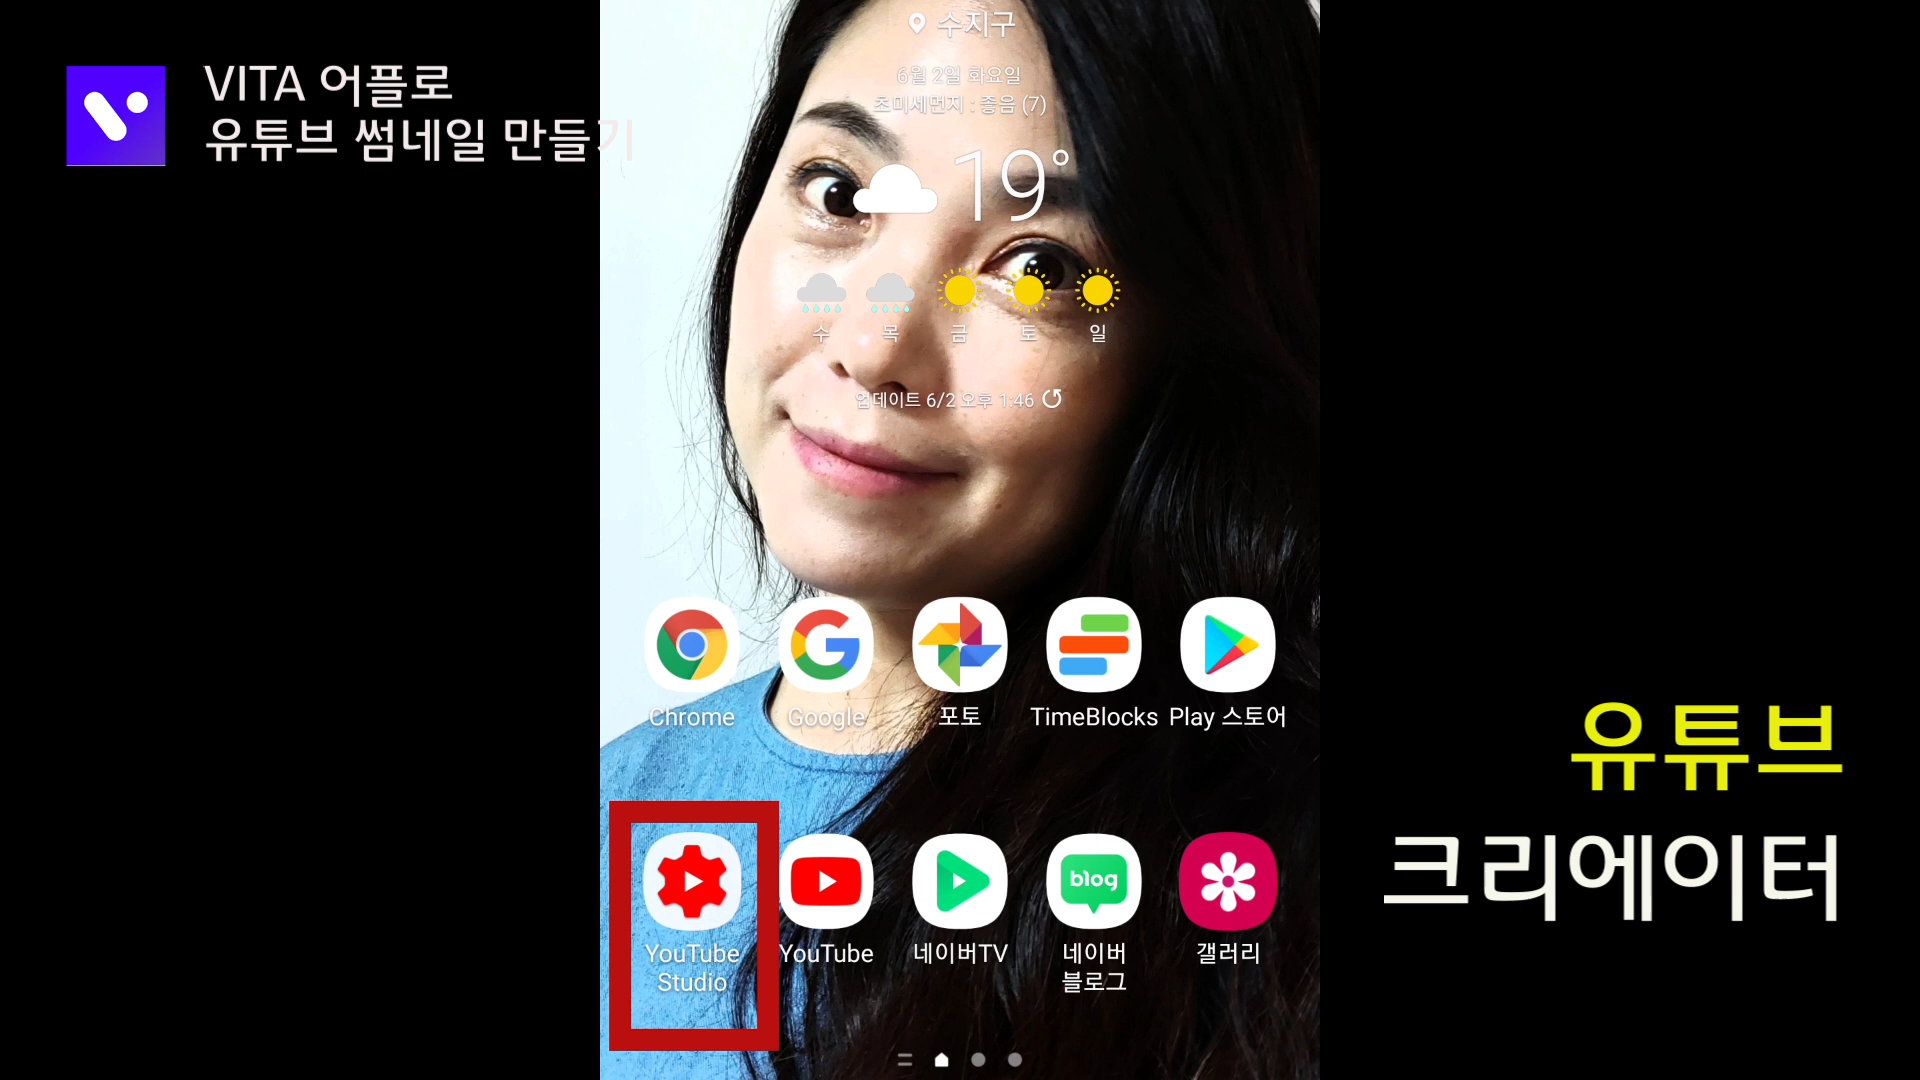 VITA 어플로
유튜브 썸네일 만들기
수지구
6월 2일 화요일
초미세먼지 : 좋음 (7)
19°
수 목 금 토 일
업데이트 6/2 오후 1:46
Chrome Google 포토 TimeBlocks Play 스토어
유튜브
크리에이터
blog
YouTube Studio
YouTube
네이버TV
네이버 블로그
갤러리